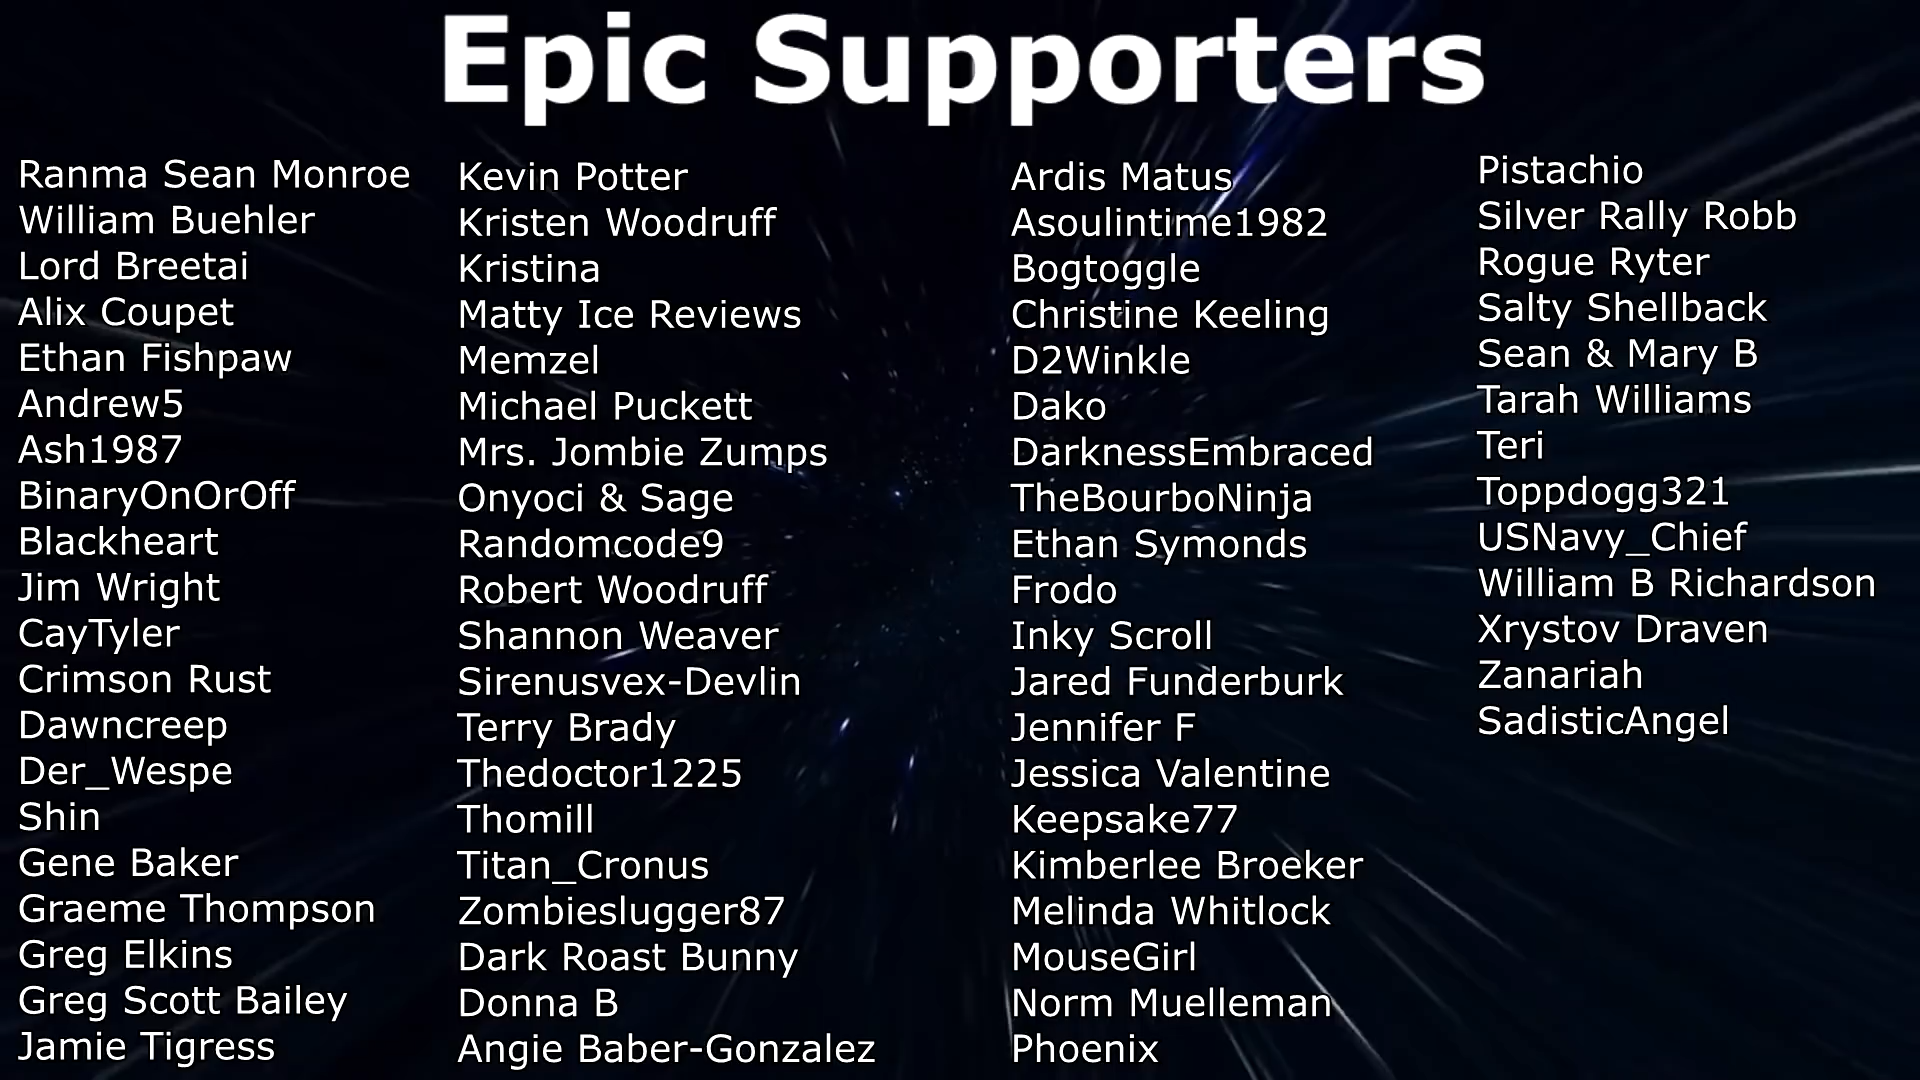 Epic Supporters
Ranma Sean Monroe
William Buehler
Lord Breetai
Alix Coupet
Ethan Fishpaw
Andrew5
Ash1987
BinaryOnOrOff
Blackheart
Jim Wright
CayTyler
Crimson Rust
Dawncreep
Der_Wespe
Shin
Gene Baker
Graeme Thompson
Greg Elkins
Greg Scott Bailey
Jamie Tigress
Kevin Potter
Kristen Woodruff
Kristina
Matty Ice Reviews
Memzel
Michael Puckett
Mrs. Jombie Zumps
Onyoci & Sage
Randomcode9
Robert Woodruff
Shannon Weaver
Sirenusvex-Devlin
Terry Brady
Thedoctor1225
Thomill
Titan_Cronus
Zombieslugger87
Dark Roast Bunny
Donna B
Angie Baber-Gonzalez
Ardis Matus
Asoulintime1982
Bogtoggle
Christine Keeling
D2Winkle
Dako
DarknessEmbraced
TheBourboNinja
Ethan Symonds
Frodo
Inky Scroll
Jared Funderburk
Jennifer F
Jessica Valentine
Keepsake77
Kimberlee Broeker
Melinda Whitlock
MouseGirl
Norm Muelleman
Phoenix
Pistachio
Silver Rally Robb
Rogue Ryter
Salty Shellback
Sean & Mary B
Tarah Williams
Teri
Toppdogg321
USNavy_Chief
William B Richardson
Xrystov Draven
Zanariah
SadisticAngel